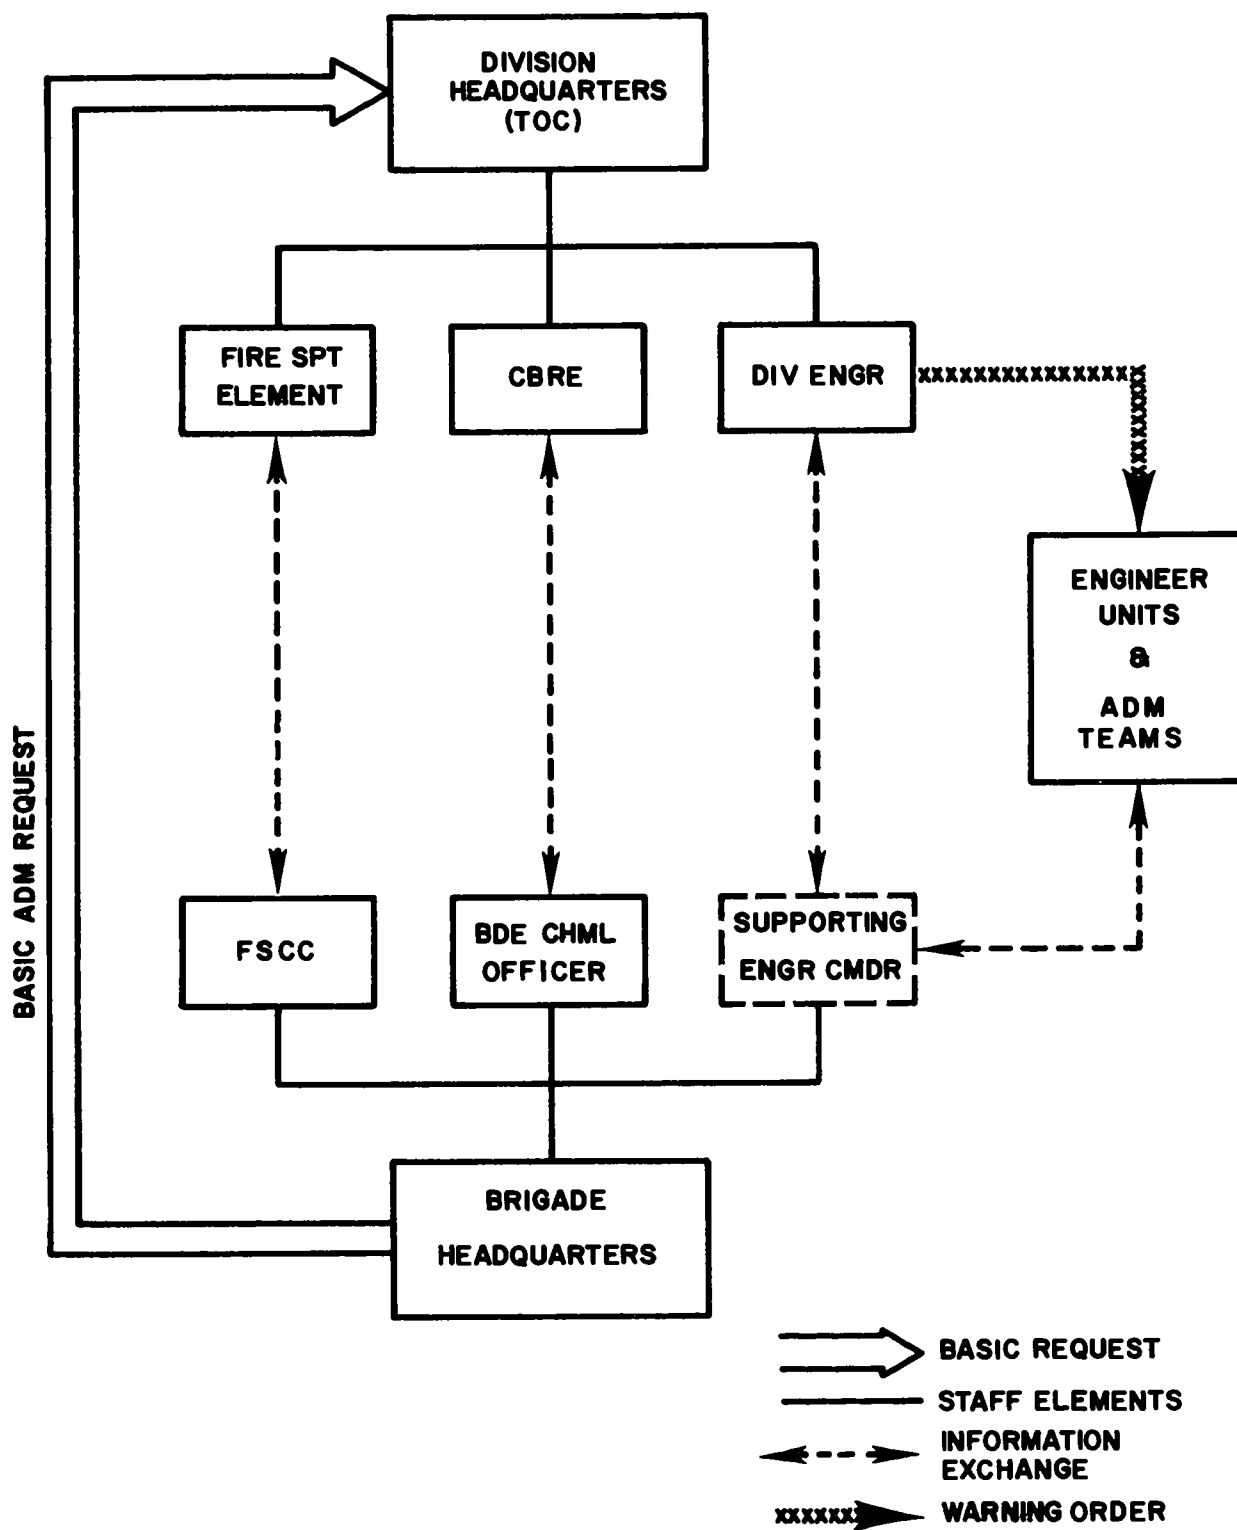 DIVISION
HEADQUARTERS
(TOC)
FIRE SPT
ELEMENT
CBRE
DIV ENGR
xxxxxxxxxxxxxxxx
ENGINEER
UNITS
&
ADM
TEAMS
BASIC ADM REQUEST
FSCC
BDE CHML
OFFICER
SUPPORTING
ENGR CMDR
BRIGADE
HEADQUARTERS
BASIC REQUEST
STAFF ELEMENTS
INFORMATION
EXCHANGE
WARNING ORDER